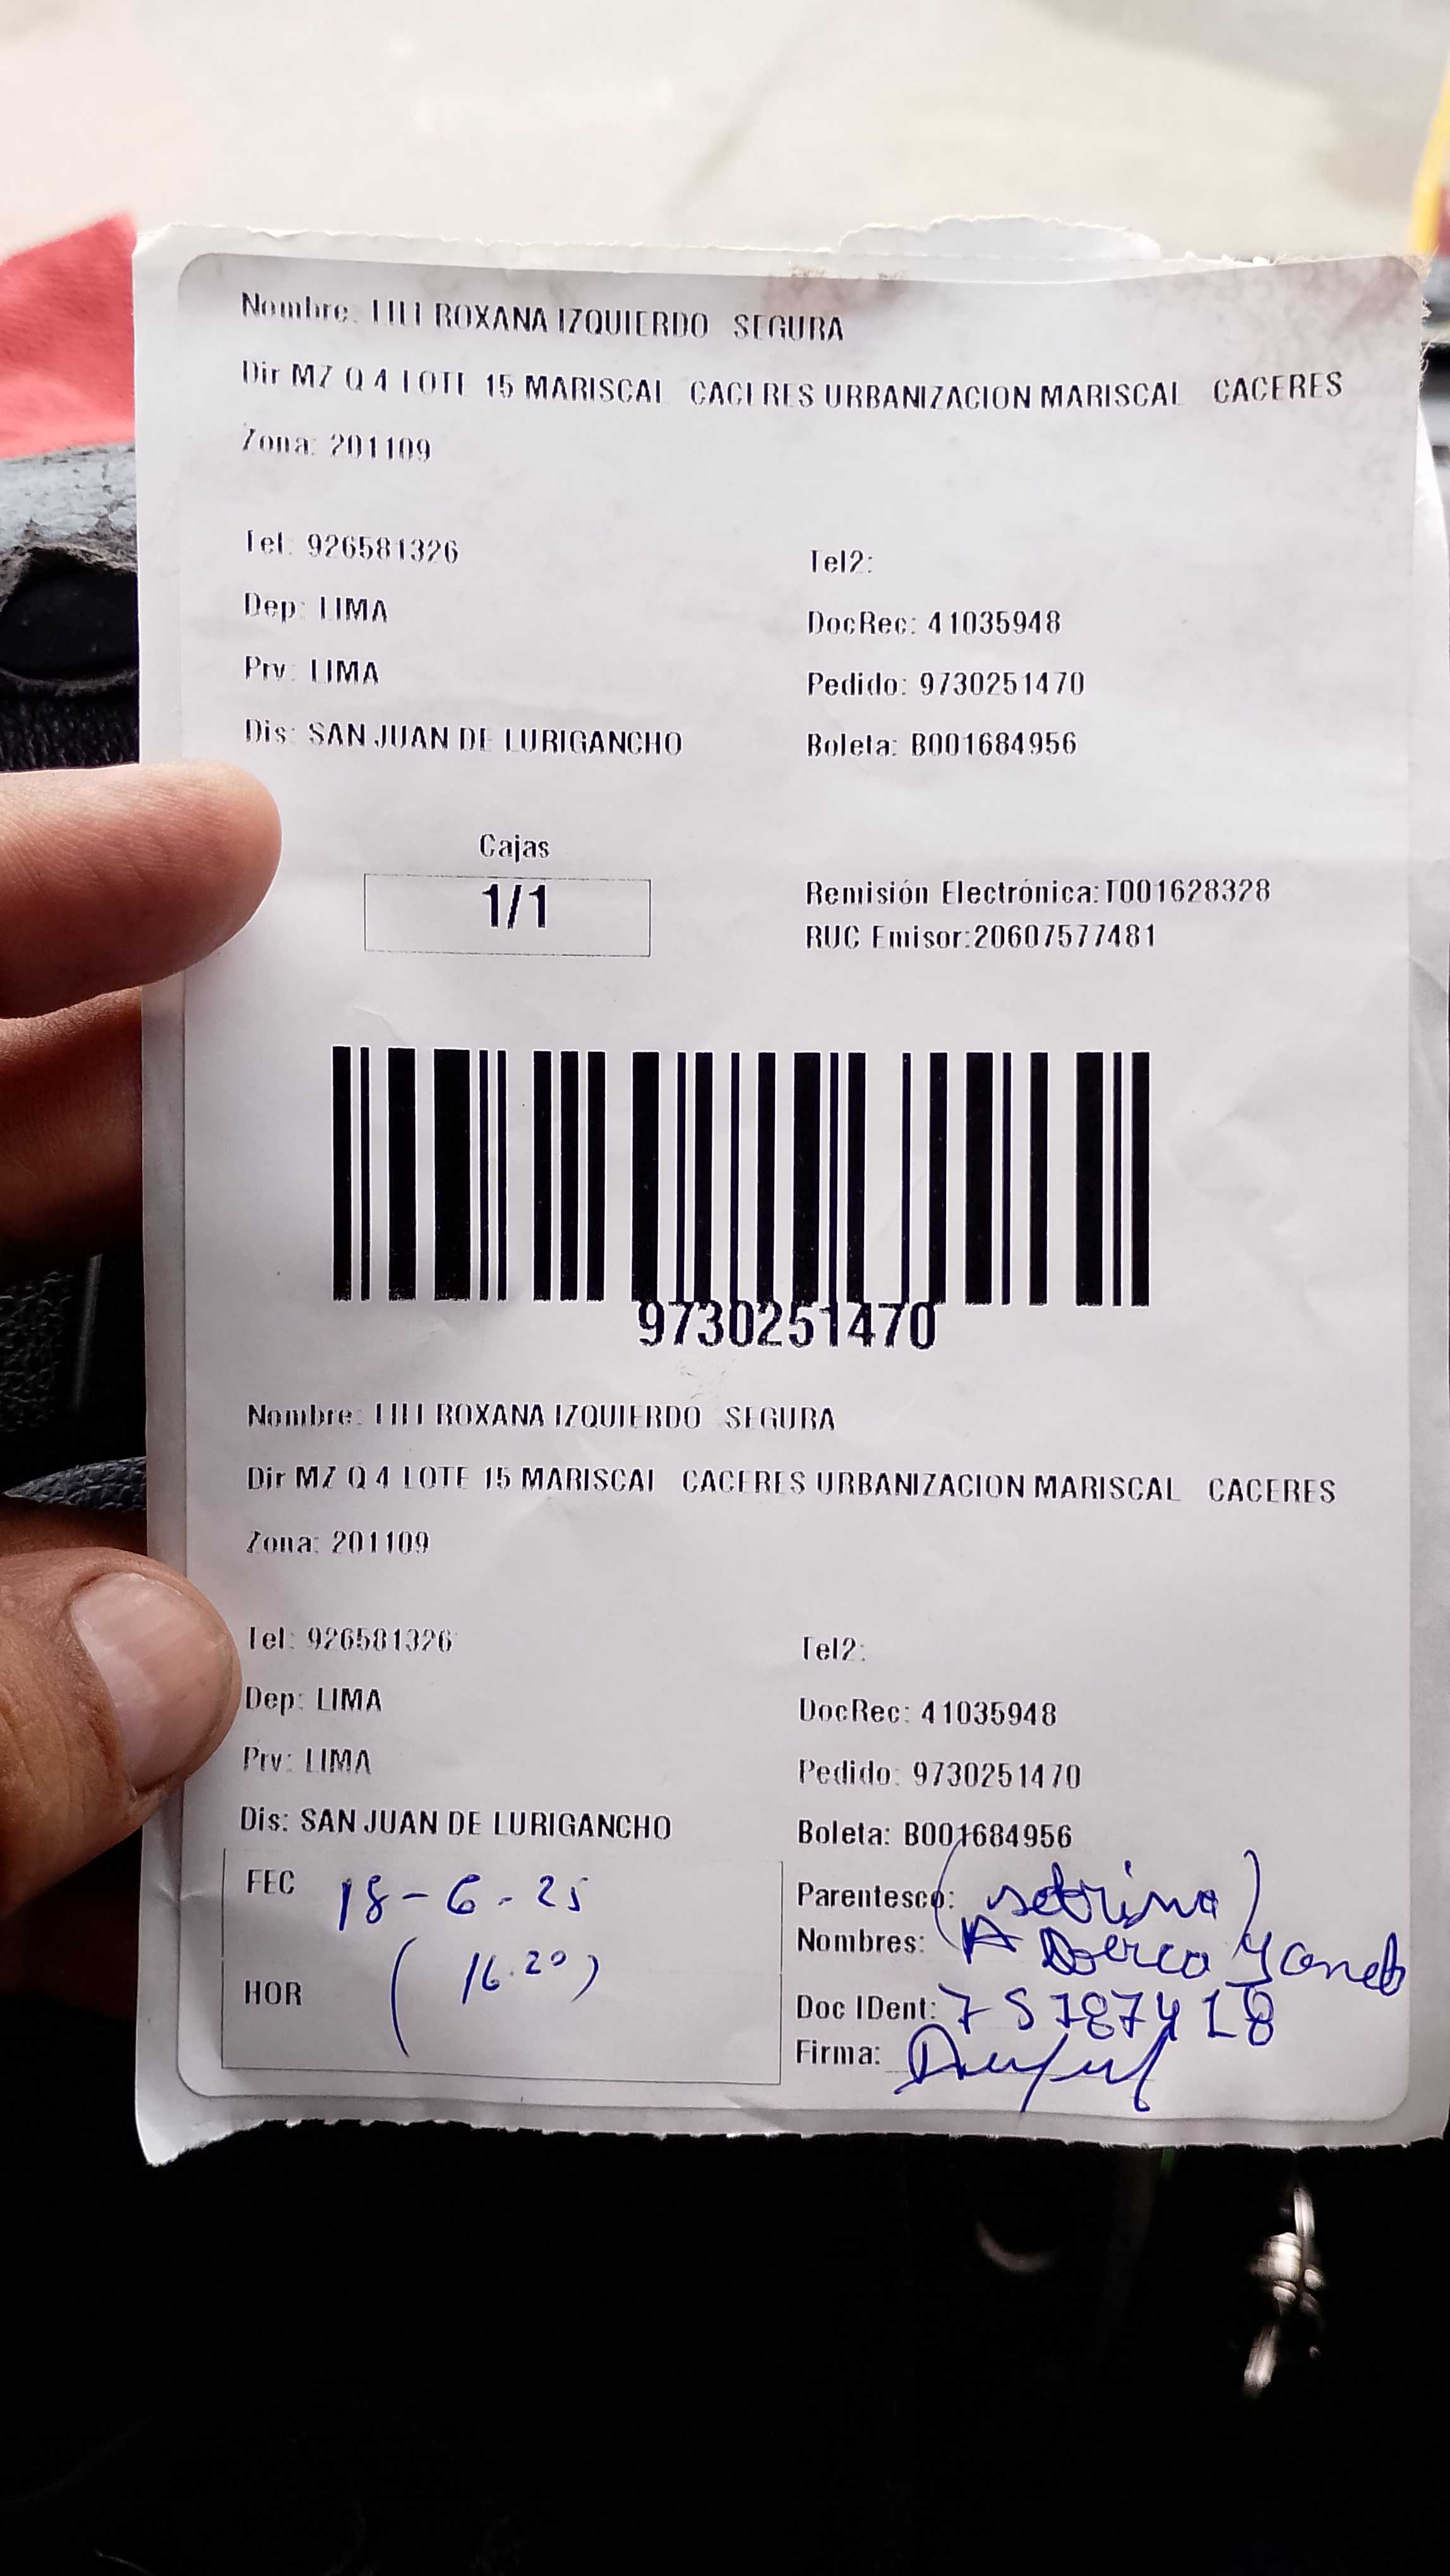 Nombre: LILI ROXANA IZQUIERDO SEGURA
Dir MZ Q 4 LOTE 15 MARISCAL CACERES URBANIZACION MARISCAL CACERES
Zona: 201109
Tel: 926581326 Tel2:
Dep: LIMA DocRec: 41035948
Prv: LIMA Pedido: 9730251470
Dis: SAN JUAN DE LURIGANCHO Boleta: B001684956
Cajas
1/1
Remisión Electrónica:T001628328
RUC Emisor:20607577481
9730251470
Nombre: LILI ROXANA IZQUIERDO SEGURA
Dir MZ Q 4 LOTE 15 MARISCAL CACERES URBANIZACION MARISCAL CACERES
Zona: 201109
Tel: 926581326 Tel2:
Dep: LIMA DocRec: 41035948
Prv: LIMA Pedido: 9730251470
Dis: SAN JUAN DE LURIGANCHO Boleta: B001684956
FEC 18-6-25 Parentesco: (sobrina)
Nombres:
HOR (16.20) Doc IDent: 75787418
Firma: